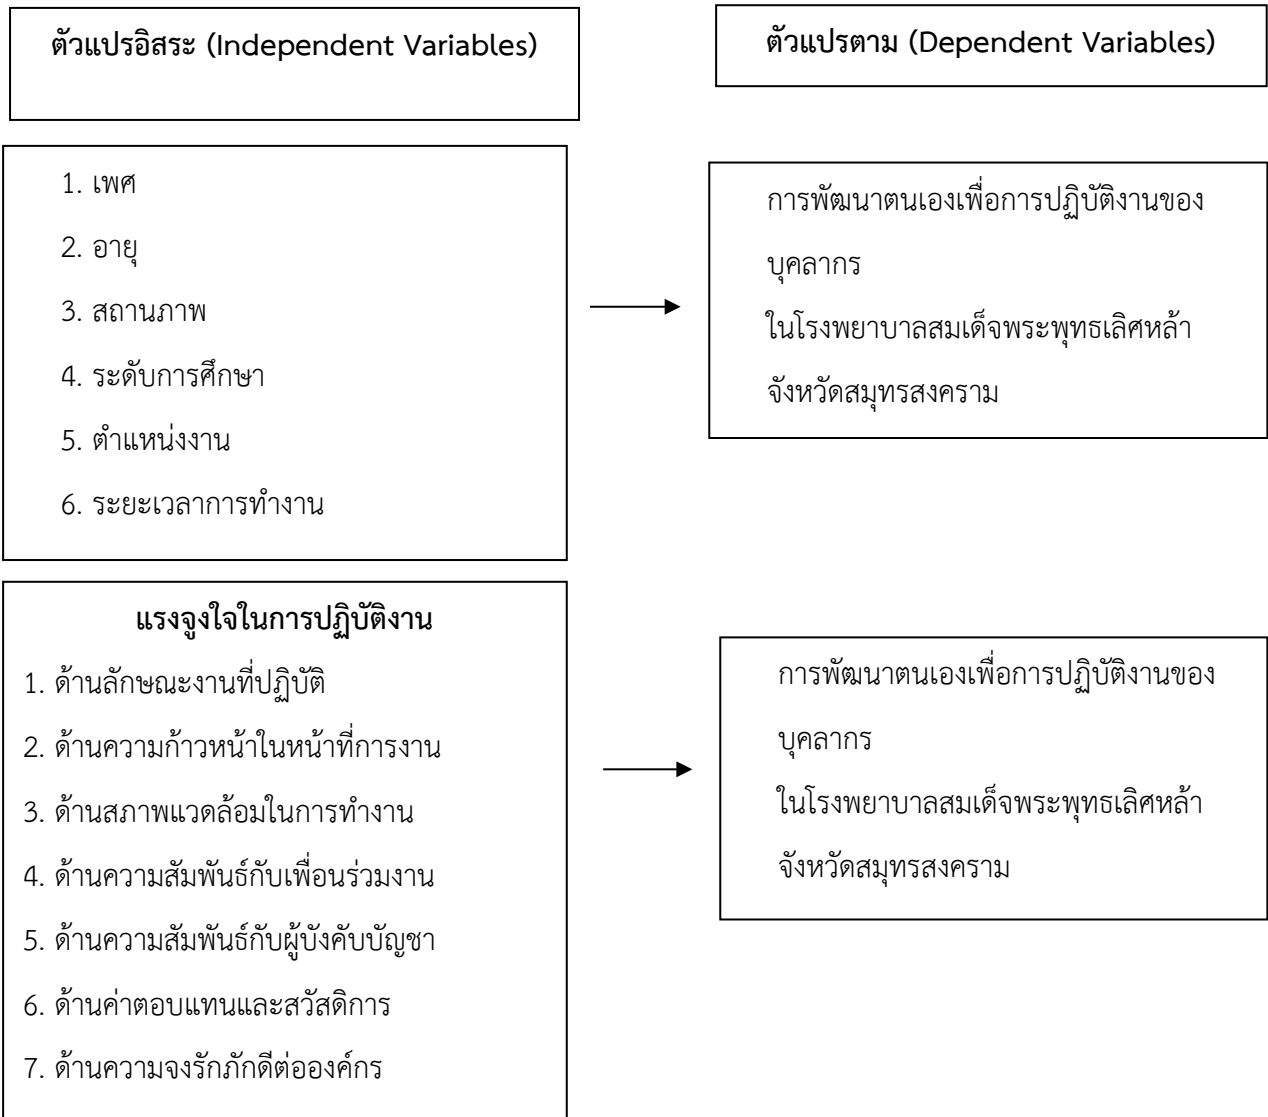 ตัวแปรอิสระ (Independent Variables)
ตัวแปรตาม (Dependent Variables)
1. เพศ
2. อายุ
3. สถานภาพ
4. ระดับการศึกษา
5. ตำแหน่งงาน
6. ระยะเวลาการทำงาน
การพัฒนาตนเองเพื่อการปฏิบัติงานของ
บุคลากร
ในโรงพยาบาลสมเด็จพระพุทธเลิศหล้า
จังหวัดสมุทรสงคราม
แรงจูงใจในการปฏิบัติงาน
1. ด้านลักษณะงานที่ปฏิบัติ
2. ด้านความก้าวหน้าในหน้าที่การงาน
3. ด้านสภาพแวดล้อมในการทำงาน
4. ด้านความสัมพันธ์กับเพื่อนร่วมงาน
5. ด้านความสัมพันธ์กับผู้บังคับบัญชา
6. ด้านค่าตอบแทนและสวัสดิการ
7. ด้านความจงรักภักดีต่อองค์กร
การพัฒนาตนเองเพื่อการปฏิบัติงานของ
บุคลากร
ในโรงพยาบาลสมเด็จพระพุทธเลิศหล้า
จังหวัดสมุทรสงคราม